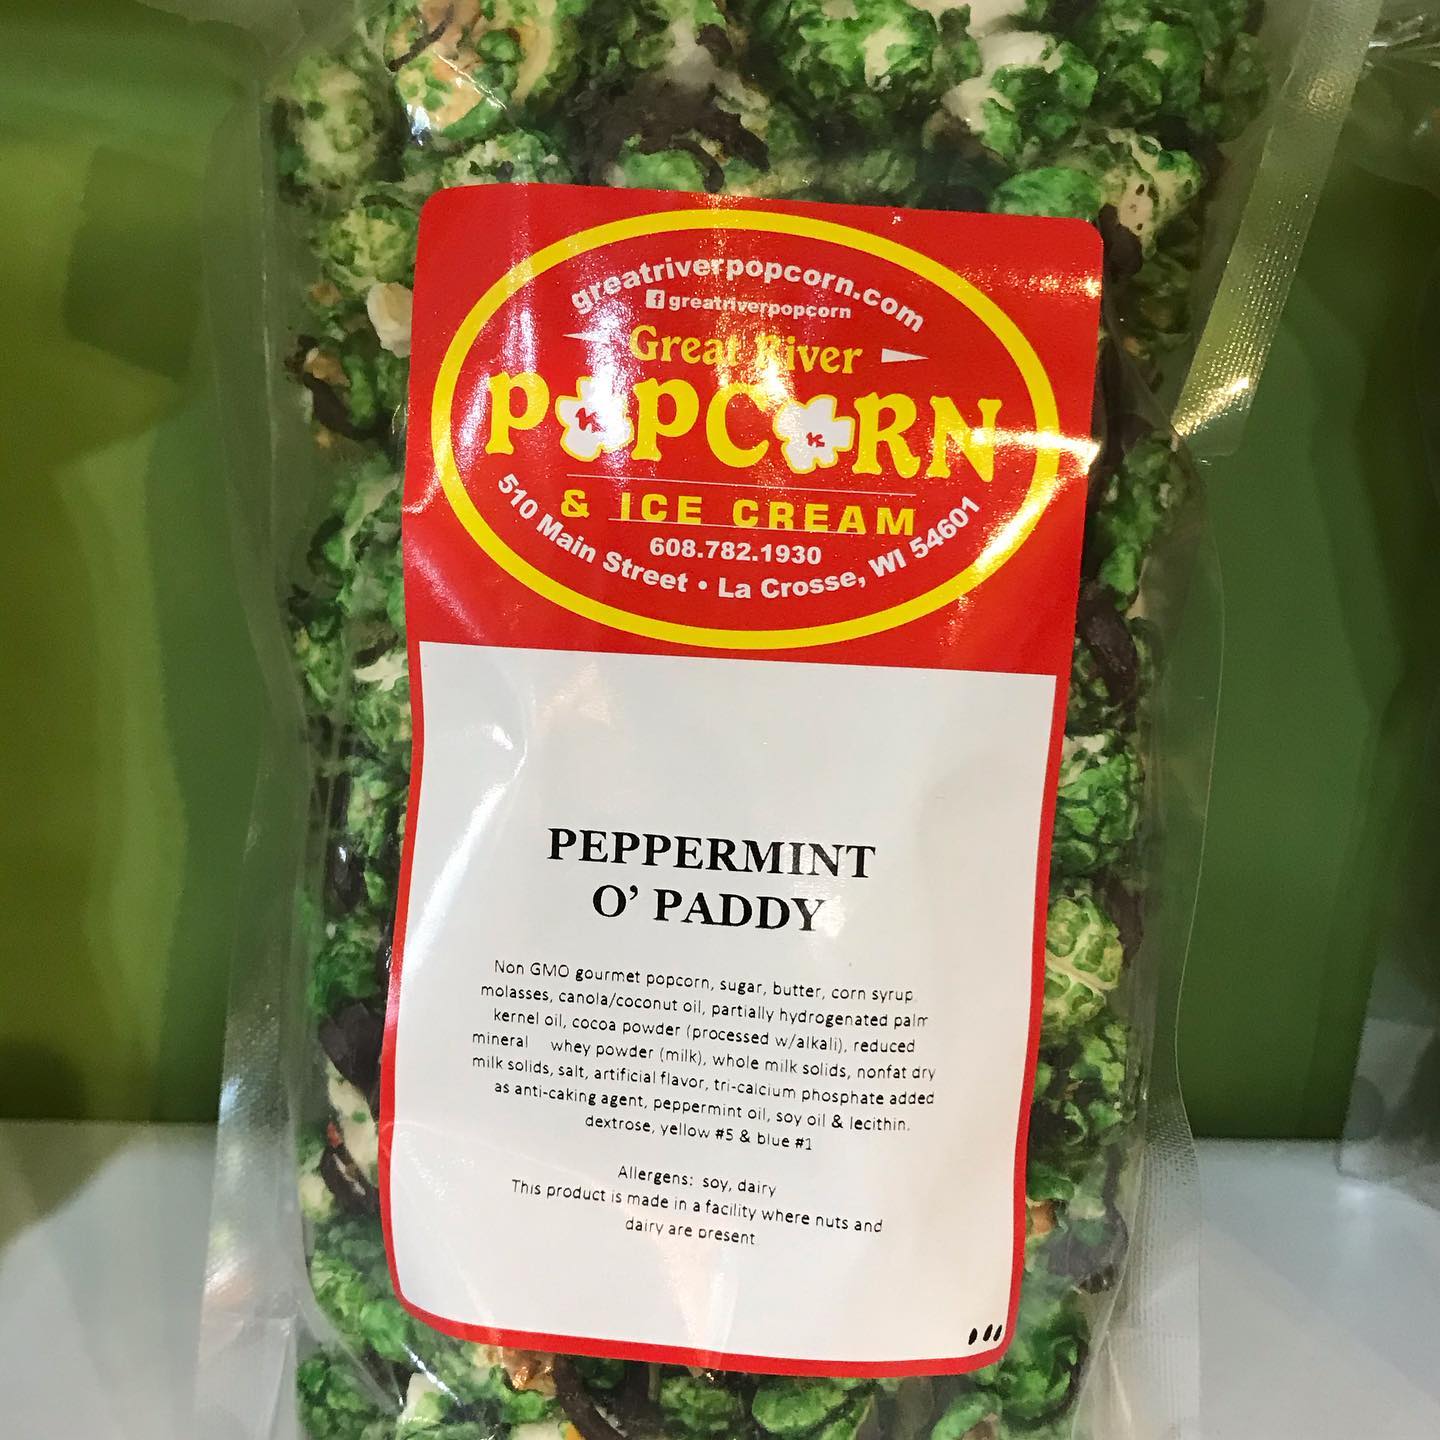 greatriverpopcorn.com
f greatriverpopcorn
Great River
POPCORN
K K
& ICE CREAM
608.782.1930
510 Main Street • La Crosse, WI 54601
PEPPERMINT
O' PADDY
Non GMO gourmet popcorn, sugar, butter, corn syrup
molasses, canola/coconut oil, partially hydrogenated palm
kernel oil, cocoa powder (processed w/alkali), reduced
mineral whey powder (milk), whole milk solids, nonfat dry
milk solids, salt, artificial flavor, tri-calcium phosphate added
as anti-caking agent, peppermint oil, soy oil & lecithin.
dextrose, yellow #5 & blue #1
Allergens: soy, dairy
This product is made in a facility where nuts and
dairy are present